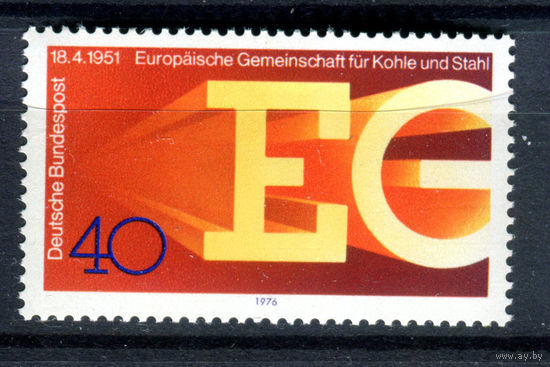 18.4.1951 Europäische Gemeinschaft für Kohle und Stahl
Deutsche Bundespost
EG
40
1976
www.ay.by